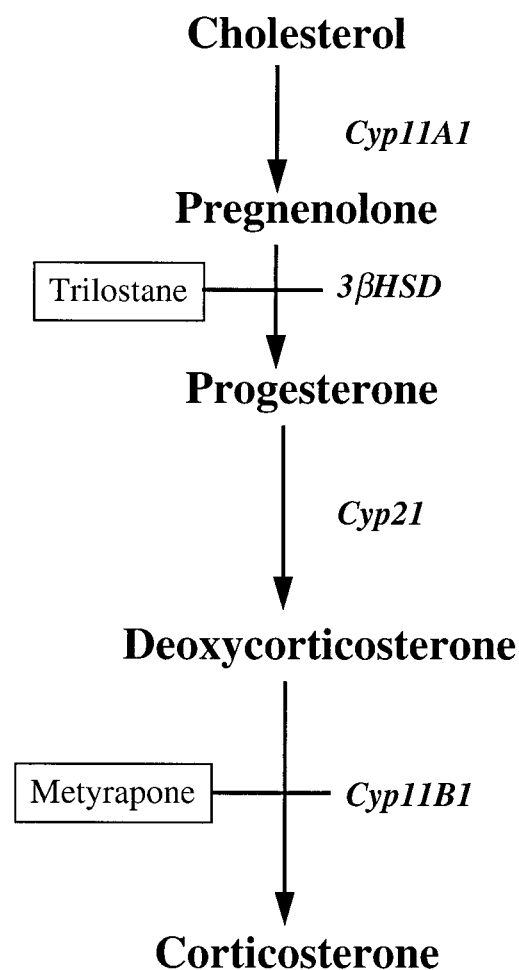 Cholesterol
Cyp11A1
Pregnenolone
Trilostane
3βHSD
Progesterone
Cyp21
Deoxycorticosterone
Metyrapone
Cyp11B1
Corticosterone